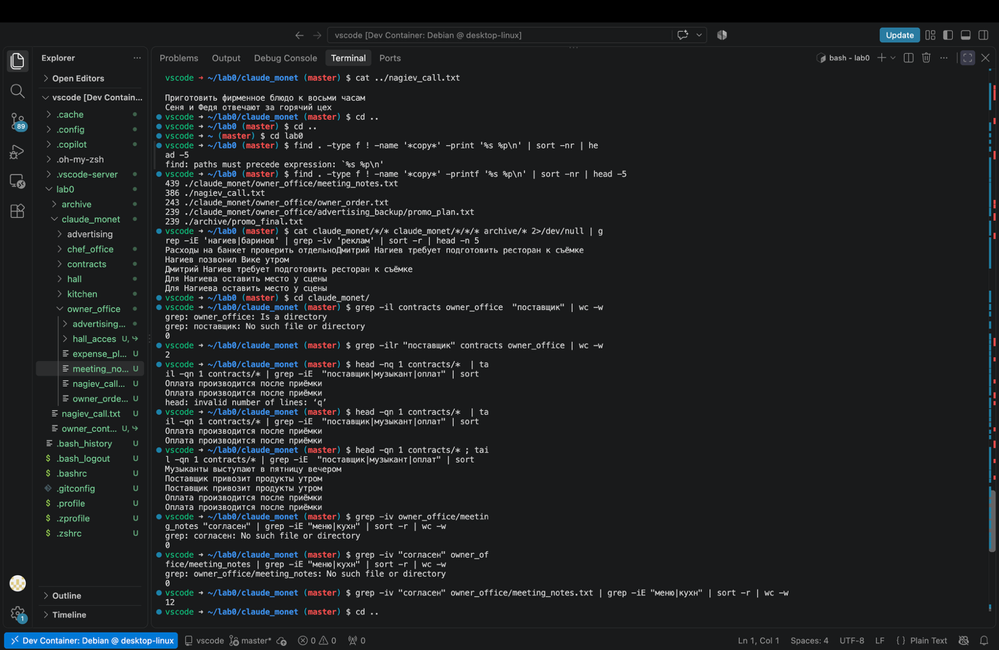 vscode [Dev Container: Debian @ desktop-linux]
Update
Explorer
Problems
Output
Debug Console
Terminal
Ports
bash - lab0
Open Editors
vscode [Dev Contain...
.cache
.config
.copilot
.oh-my-zsh
.vscode-server
lab0
archive
claude_monet
advertising
chef_office
contracts
hall
kitchen
owner_office
advertising...
hall_acces U,
expense_pl... U
meeting_no... U
nagiev_call... U
owner_orde... U
nagiev_call.txt U
owner_cont... U,
.bash_history U
$ .bash_logout U
$ .bashrc U
.gitconfig U
$ .profile U
$ .zprofile U
$ .zshrc U
Outline
Timeline
89
1
vscode → ~/lab0/claude_monet (master) $ cat ../nagiev_call.txt
Приготовить фирменное блюдо к восьми часам
Сеня и Федя отвечают за горячий цех
vscode → ~/lab0/claude_monet (master) $ cd ..
vscode → ~/lab0 (master) $ cd ..
vscode → ~ (master) $ cd lab0
vscode → ~/lab0 (master) $ find . -type f ! -name '*copy*' -print '%s %p\n' | sort -nr | he
ad -5
find: paths must precede expression: `%s %p\n'
vscode → ~/lab0 (master) $ find . -type f ! -name '*copy*' -printf '%s %p\n' | sort -nr | head -5
439 ./claude_monet/owner_office/meeting_notes.txt
386 ./nagiev_call.txt
243 ./claude_monet/owner_office/owner_order.txt
239 ./claude_monet/owner_office/advertising_backup/promo_plan.txt
239 ./archive/promo_final.txt
vscode → ~/lab0 (master) $ cat claude_monet/*/* claude_monet/*/*/* archive/* 2>/dev/null | g
rep -iE 'нагиев|баринов' | grep -iv 'реклам' | sort -r | head -n 5
Расходы на банкет проверить отдельноДмитрий Нагиев требует подготовить ресторан к съёмке
Нагиев позвонил Вике утром
Дмитрий Нагиев требует подготовить ресторан к съёмке
Для Нагиева оставить место у сцены
Для Нагиева оставить место у сцены
vscode → ~/lab0 (master) $ cd claude_monet/
vscode → ~/lab0/claude_monet (master) $ grep -il contracts owner_office  "поставщик" | wc -w
grep: owner_office: Is a directory
grep: поставщик: No such file or directory
0
vscode → ~/lab0/claude_monet (master) $ grep -ilr "поставщик" contracts owner_office | wc -w
2
vscode → ~/lab0/claude_monet (master) $ head -nq 1 contracts/*  | ta
il -qn 1 contracts/* | grep -iE  "поставщик|музыкант|оплат" | sort
Оплата производится после приёмки
Оплата производится после приёмки
head: invalid number of lines: ‘q’
vscode → ~/lab0/claude_monet (master) $ head -qn 1 contracts/*  | ta
il -qn 1 contracts/* | grep -iE  "поставщик|музыкант|оплат" | sort
Оплата производится после приёмки
Оплата производится после приёмки
vscode → ~/lab0/claude_monet (master) $ head -qn 1 contracts/* ; tai
l -qn 1 contracts/* | grep -iE  "поставщик|музыкант|оплат" | sort
Музыканты выступают в пятницу вечером
Поставщик привозит продукты утром
Поставщик привозит продукты утром
Оплата производится после приёмки
Оплата производится после приёмки
vscode → ~/lab0/claude_monet (master) $ grep -iv owner_office/meetin
g_notes "согласен" | grep -iE "меню|кухн" | sort -r | wc -w
grep: согласен: No such file or directory
0
vscode → ~/lab0/claude_monet (master) $ grep -iv "согласен" owner_of
fice/meeting_notes | grep -iE "меню|кухн" | sort -r | wc -w
grep: owner_office/meeting_notes: No such file or directory
0
vscode → ~/lab0/claude_monet (master) $ grep -iv "согласен" owner_office/meeting_notes.txt | grep -iE "меню|кухн" | sort -r | wc -w
12
vscode → ~/lab0/claude_monet (master) $ cd ..
Dev Container: Debian @ desktop-linux
vscode
master*
0
0
0
Ln 1, Col 1
Spaces: 4
UTF-8
LF
{ } Plain Text